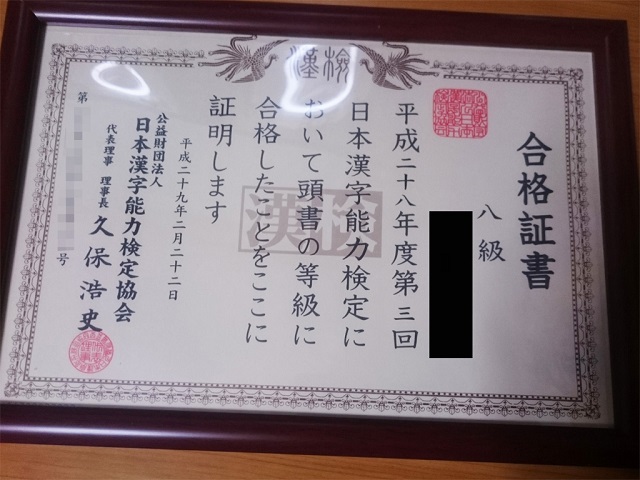 漢検
合格証書
八級
平成二十八年度第三回
日本漢字能力検定に
おいて頭書の等級に
合格したことをここに
証明します
平成二十九年二月二十二日
公益財団法人
日本漢字能力検定協会
代表理事 理事長 久保浩史
第 号
漢検